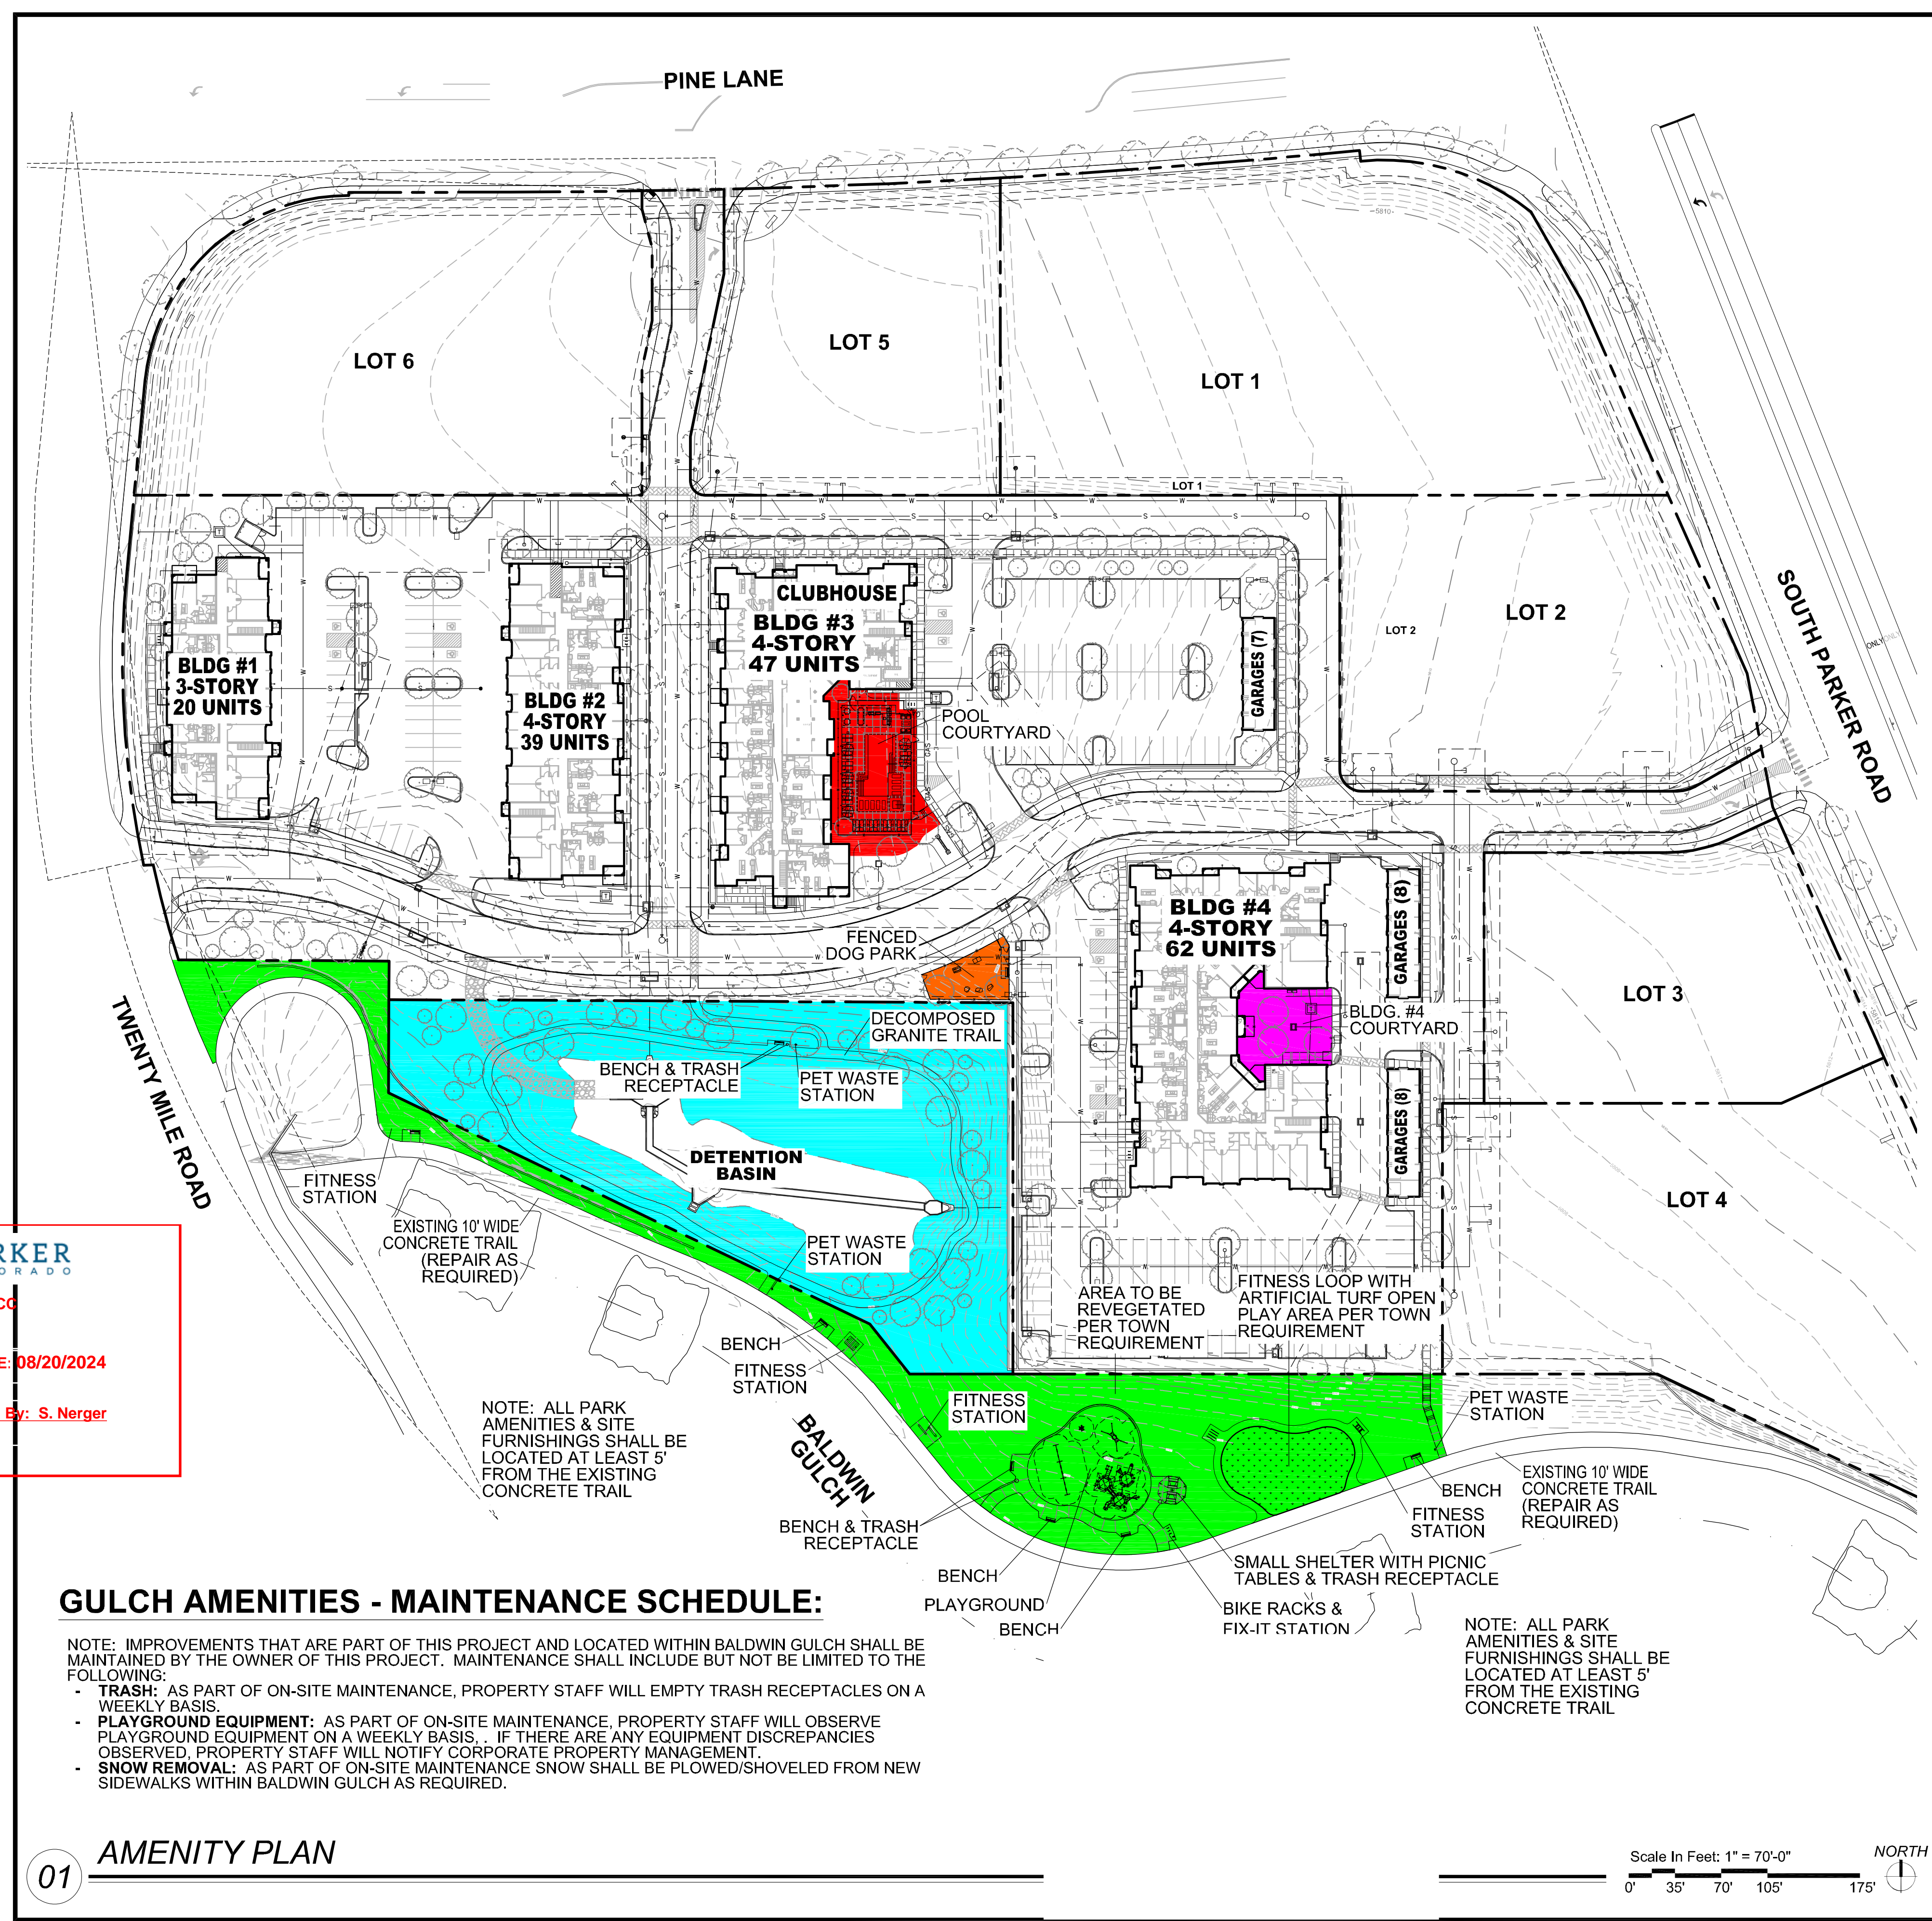 PINE LANE
5810
LOT 6
LOT 5
LOT 1
LOT 1
LOT 2
LOT 2
SOUTH PARKER ROAD
ONLY
ONLY
CLUBHOUSE
BLDG #3
4-STORY
47 UNITS
BLDG #1
3-STORY
20 UNITS
BLDG #2
4-STORY
39 UNITS
GARAGES (7)
POOL
COURTYARD
BLDG #4
4-STORY
62 UNITS
GARAGES (8)
FENCED
DOG PARK
LOT 3
BLDG. #4
COURTYARD
DECOMPOSED
GRANITE TRAIL
BENCH & TRASH
RECEPTACLE
PET WASTE
STATION
TWENTY MILE ROAD
GARAGES (8)
DETENTION
BASIN
FITNESS
STATION
LOT 4
EXISTING 10' WIDE
CONCRETE TRAIL
(REPAIR AS
REQUIRED)
PET WASTE
STATION
RKER
ORADO
CC
E: 08/20/2024
By: S. Nerger
AREA TO BE
REVEGETATED
PER TOWN
REQUIREMENT
FITNESS LOOP WITH
ARTIFICIAL TURF OPEN
PLAY AREA PER TOWN
REQUIREMENT
BENCH
FITNESS
STATION
NOTE: ALL PARK
AMENITIES & SITE
FURNISHINGS SHALL BE
LOCATED AT LEAST 5'
FROM THE EXISTING
CONCRETE TRAIL
BALDWIN
GULCH
FITNESS
STATION
PET WASTE
STATION
BENCH
FITNESS
STATION
EXISTING 10' WIDE
CONCRETE TRAIL
(REPAIR AS
REQUIRED)
BENCH & TRASH
RECEPTACLE
BENCH
PLAYGROUND
BENCH
SMALL SHELTER WITH PICNIC
TABLES & TRASH RECEPTACLE
BIKE RACKS &
FIX-IT STATION
NOTE: ALL PARK
AMENITIES & SITE
FURNISHINGS SHALL BE
LOCATED AT LEAST 5'
FROM THE EXISTING
CONCRETE TRAIL
GULCH AMENITIES - MAINTENANCE SCHEDULE:
NOTE: IMPROVEMENTS THAT ARE PART OF THIS PROJECT AND LOCATED WITHIN BALDWIN GULCH SHALL BE
MAINTAINED BY THE OWNER OF THIS PROJECT. MAINTENANCE SHALL INCLUDE BUT NOT BE LIMITED TO THE
FOLLOWING:
- TRASH: AS PART OF ON-SITE MAINTENANCE, PROPERTY STAFF WILL EMPTY TRASH RECEPTACLES ON A
WEEKLY BASIS.
- PLAYGROUND EQUIPMENT: AS PART OF ON-SITE MAINTENANCE, PROPERTY STAFF WILL OBSERVE
PLAYGROUND EQUIPMENT ON A WEEKLY BASIS, . IF THERE ARE ANY EQUIPMENT DISCREPANCIES
OBSERVED, PROPERTY STAFF WILL NOTIFY CORPORATE PROPERTY MANAGEMENT.
- SNOW REMOVAL: AS PART OF ON-SITE MAINTENANCE SNOW SHALL BE PLOWED/SHOVELED FROM NEW
SIDEWALKS WITHIN BALDWIN GULCH AS REQUIRED.
01
AMENITY PLAN
Scale In Feet: 1" = 70'-0"
0' 35' 70' 105' 175'
NORTH